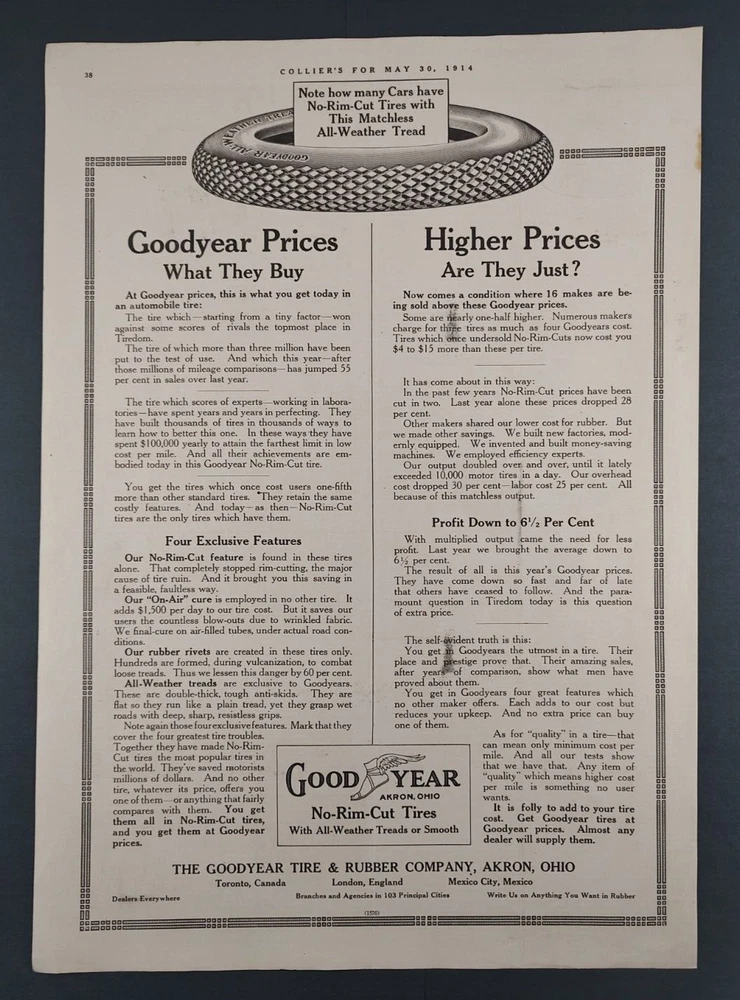 38
COLLIER'S FOR MAY 30, 1914
Note how many Cars have
No-Rim-Cut Tires with
This Matchless
All-Weather Tread
GOODYEAR ALL-WEATHER TREAD
Goodyear Prices
What They Buy
At Goodyear prices, this is what you get today in
an automobile tire:
The tire which—starting from a tiny factor—won
against some scores of rivals the topmost place in
Tiredom.
The tire of which more than three million have been
put to the test of use. And which this year—after
those millions of mileage comparisons—has jumped 55
per cent in sales over last year.
The tire which scores of experts—working in labora-
tories—have spent years and years in perfecting. They
have built thousands of tires in thousands of ways to
learn how to better this one. In these ways they have
spent $100,000 yearly to attain the farthest limit in low
cost per mile. And all their achievements are em-
bodied today in this Goodyear No-Rim-Cut tire.
You get the tires which once cost users one-fifth
more than other standard tires. They retain the same
costly features. And today—as then—No-Rim-Cut
tires are the only tires which have them.
Four Exclusive Features
Our No-Rim-Cut feature is found in these tires
alone. That completely stopped rim-cutting, the major
cause of tire ruin. And it brought you this saving in
a feasible, faultless way.
Our "On-Air" cure is employed in no other tire. It
adds $1,500 per day to our tire cost. But it saves our
users the countless blow-outs due to wrinkled fabric.
We final-cure on air-filled tubes, under actual road con-
ditions.
Our rubber rivets are created in these tires only.
Hundreds are formed, during vulcanization, to combat
loose treads. Thus we lessen this danger by 60 per cent.
All-Weather treads are exclusive to Goodyears.
These are double-thick, tough anti-skids. They are
flat so they run like a plain tread, yet they grasp wet
roads with deep, sharp, resistless grips.
Note again those four exclusive features. Mark that they
cover the four greatest tire troubles.
Together they have made No-Rim-
Cut tires the most popular tires in
the world. They've saved motorists
millions of dollars. And no other
tire, whatever its price, offers you
one of them—or anything that fairly
compares with them. You get
them all in No-Rim-Cut tires,
and you get them at Goodyear
prices.
Higher Prices
Are They Just?
Now comes a condition where 16 makes are be-
ing sold above these Goodyear prices.
Some are nearly one-half higher. Numerous makers
charge for three tires as much as four Goodyears cost.
Tires which once undersold No-Rim-Cuts now cost you
$4 to $15 more than these per tire.
It has come about in this way:
In the past few years No-Rim-Cut prices have been
cut in two. Last year alone these prices dropped 28
per cent.
Other makers shared our lower cost for rubber. But
we made other savings. We built new factories, mod-
ernly equipped. We invented and built money-saving
machines. We employed efficiency experts.
Our output doubled over and over, until it lately
exceeded 10,000 motor tires in a day. Our overhead
cost dropped 30 per cent—labor cost 25 per cent. All
because of this matchless output.
Profit Down to 6½ Per Cent
With multiplied output came the need for less
profit. Last year we brought the average down to
6½ per cent.
The result of all is this year's Goodyear prices.
They have come down so fast and far of late
that others have ceased to follow. And the para-
mount question in Tiredom today is this question
of extra price.
The self-evident truth is this:
You get in Goodyears the utmost in a tire. Their
place and prestige prove that. Their amazing sales,
after years of comparison, show what men have
proved about them.
You get in Goodyears four great features which
no other maker offers. Each adds to our cost but
reduces your upkeep. And no extra price can buy
one of them.
As for "quality" in a tire—that
can mean only minimum cost per
mile. And all our tests show
that we have that. Any item of
"quality" which means higher cost
per mile is something no user
wants.
It is folly to add to your tire
cost. Get Goodyear tires at
Goodyear prices. Almost any
dealer will supply them.
GOOD YEAR
AKRON, OHIO
No-Rim-Cut Tires
With All-Weather Treads or Smooth
THE GOODYEAR TIRE & RUBBER COMPANY, AKRON, OHIO
Toronto, Canada London, England Mexico City, Mexico
Dealers Everywhere Branches and Agencies in 103 Principal Cities Write Us on Anything You Want in Rubber